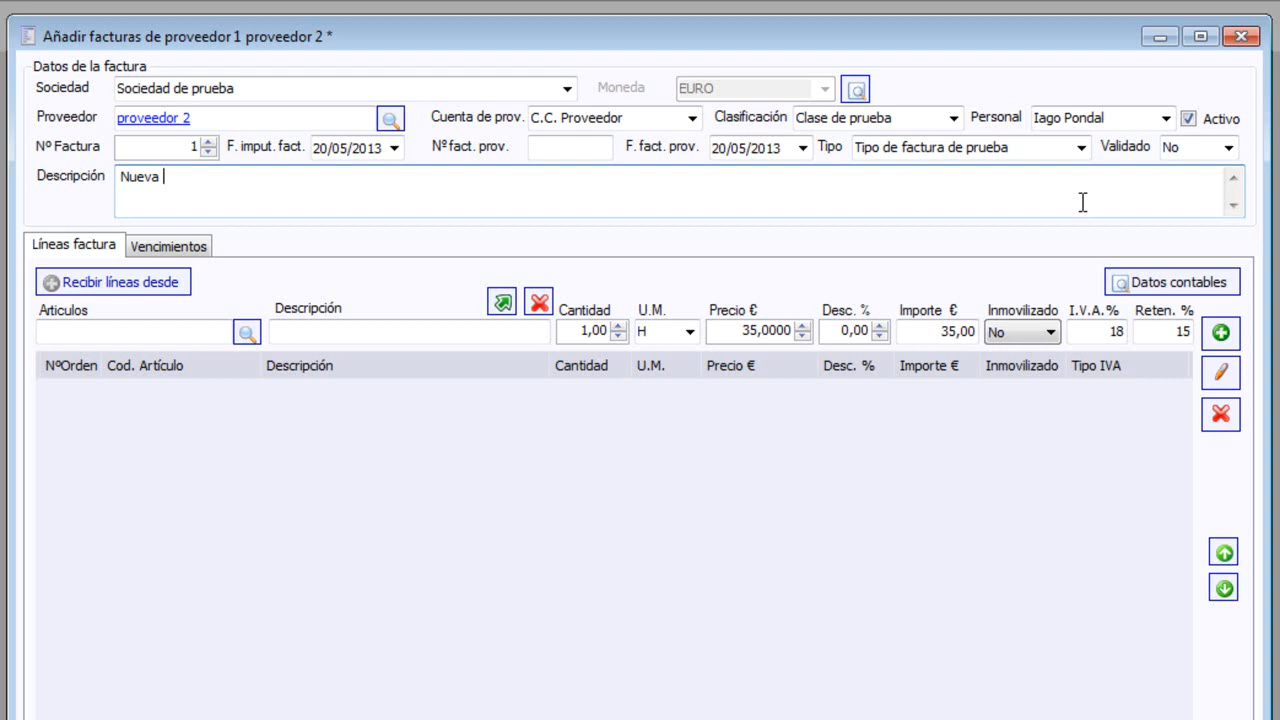 Añadir facturas de proveedor 1 proveedor 2 *
Datos de la factura
Sociedad Sociedad de prueba Moneda EURO
Proveedor proveedor 2 Cuenta de prov. C.C. Proveedor Clasificación Clase de prueba Personal Iago Pondal Activo
Nº Factura 1 F. imput. fact. 20/05/2013 Nº fact. prov. F. fact. prov. 20/05/2013 Tipo Tipo de factura de prueba Validado No
Descripción Nueva
Líneas factura Vencimientos
Recibir líneas desde Datos contables
Articulos Descripción Cantidad U.M. Precio € Desc. % Importe € Inmovilizado I.V.A.% Reten. %
1,00 H 35,0000 0,00 35,00 No 18 15
NºOrden Cod. Artículo Descripción Cantidad U.M. Precio € Desc. % Importe € Inmovilizado Tipo IVA